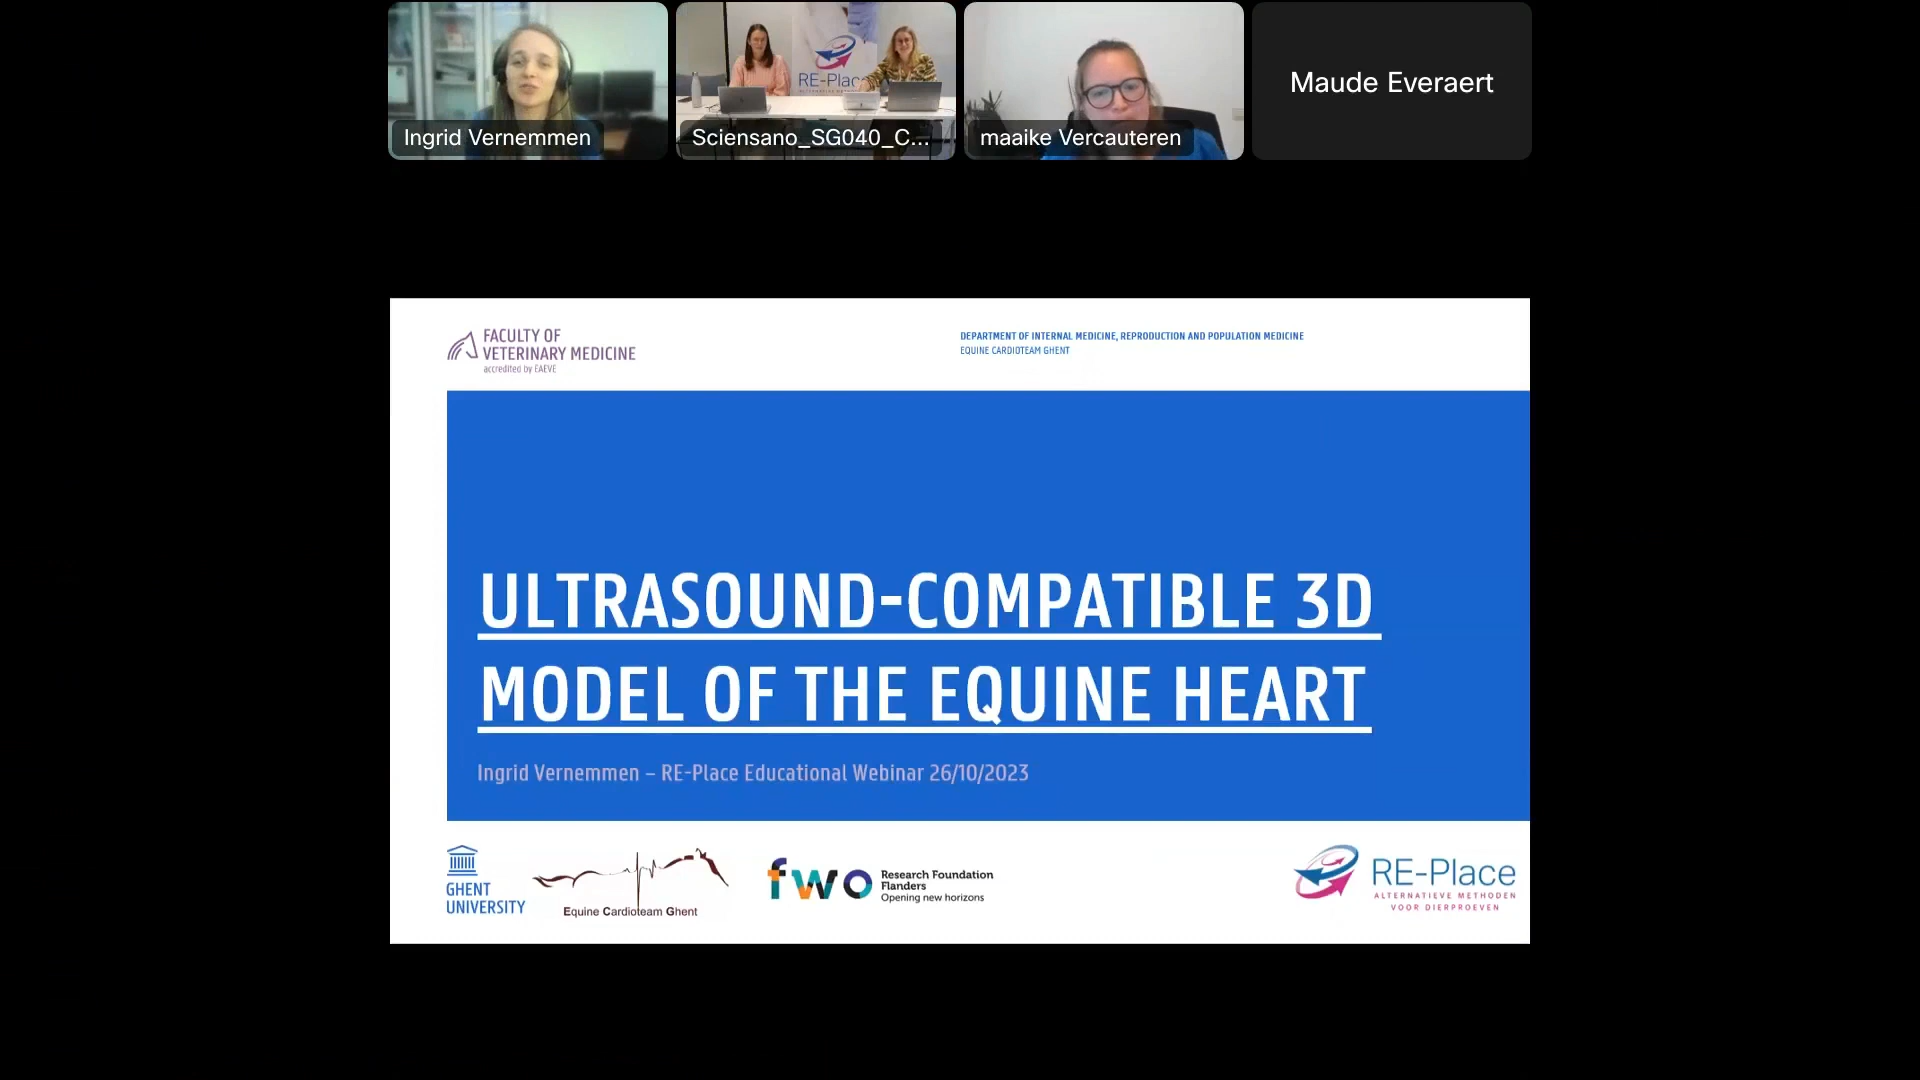 Ingrid Vernemmen
RE-Place
Sciensano_SG040_C...
maaike Vercauteren
Maude Everaert
FACULTY OF
VETERINARY MEDICINE
accredited by EAEVE
DEPARTMENT OF INTERNAL MEDICINE, REPRODUCTION AND POPULATION MEDICINE
EQUINE CARDIOTEAM GHENT
ULTRASOUND-COMPATIBLE 3D
MODEL OF THE EQUINE HEART
Ingrid Vernemmen – RE-Place Educational Webinar 26/10/2023
GHENT
UNIVERSITY
Equine Cardioteam Ghent
fwo
Research Foundation
Flanders
Opening new horizons
RE-Place
ALTERNATIEVE METHODEN
VOOR DIERPROEVEN